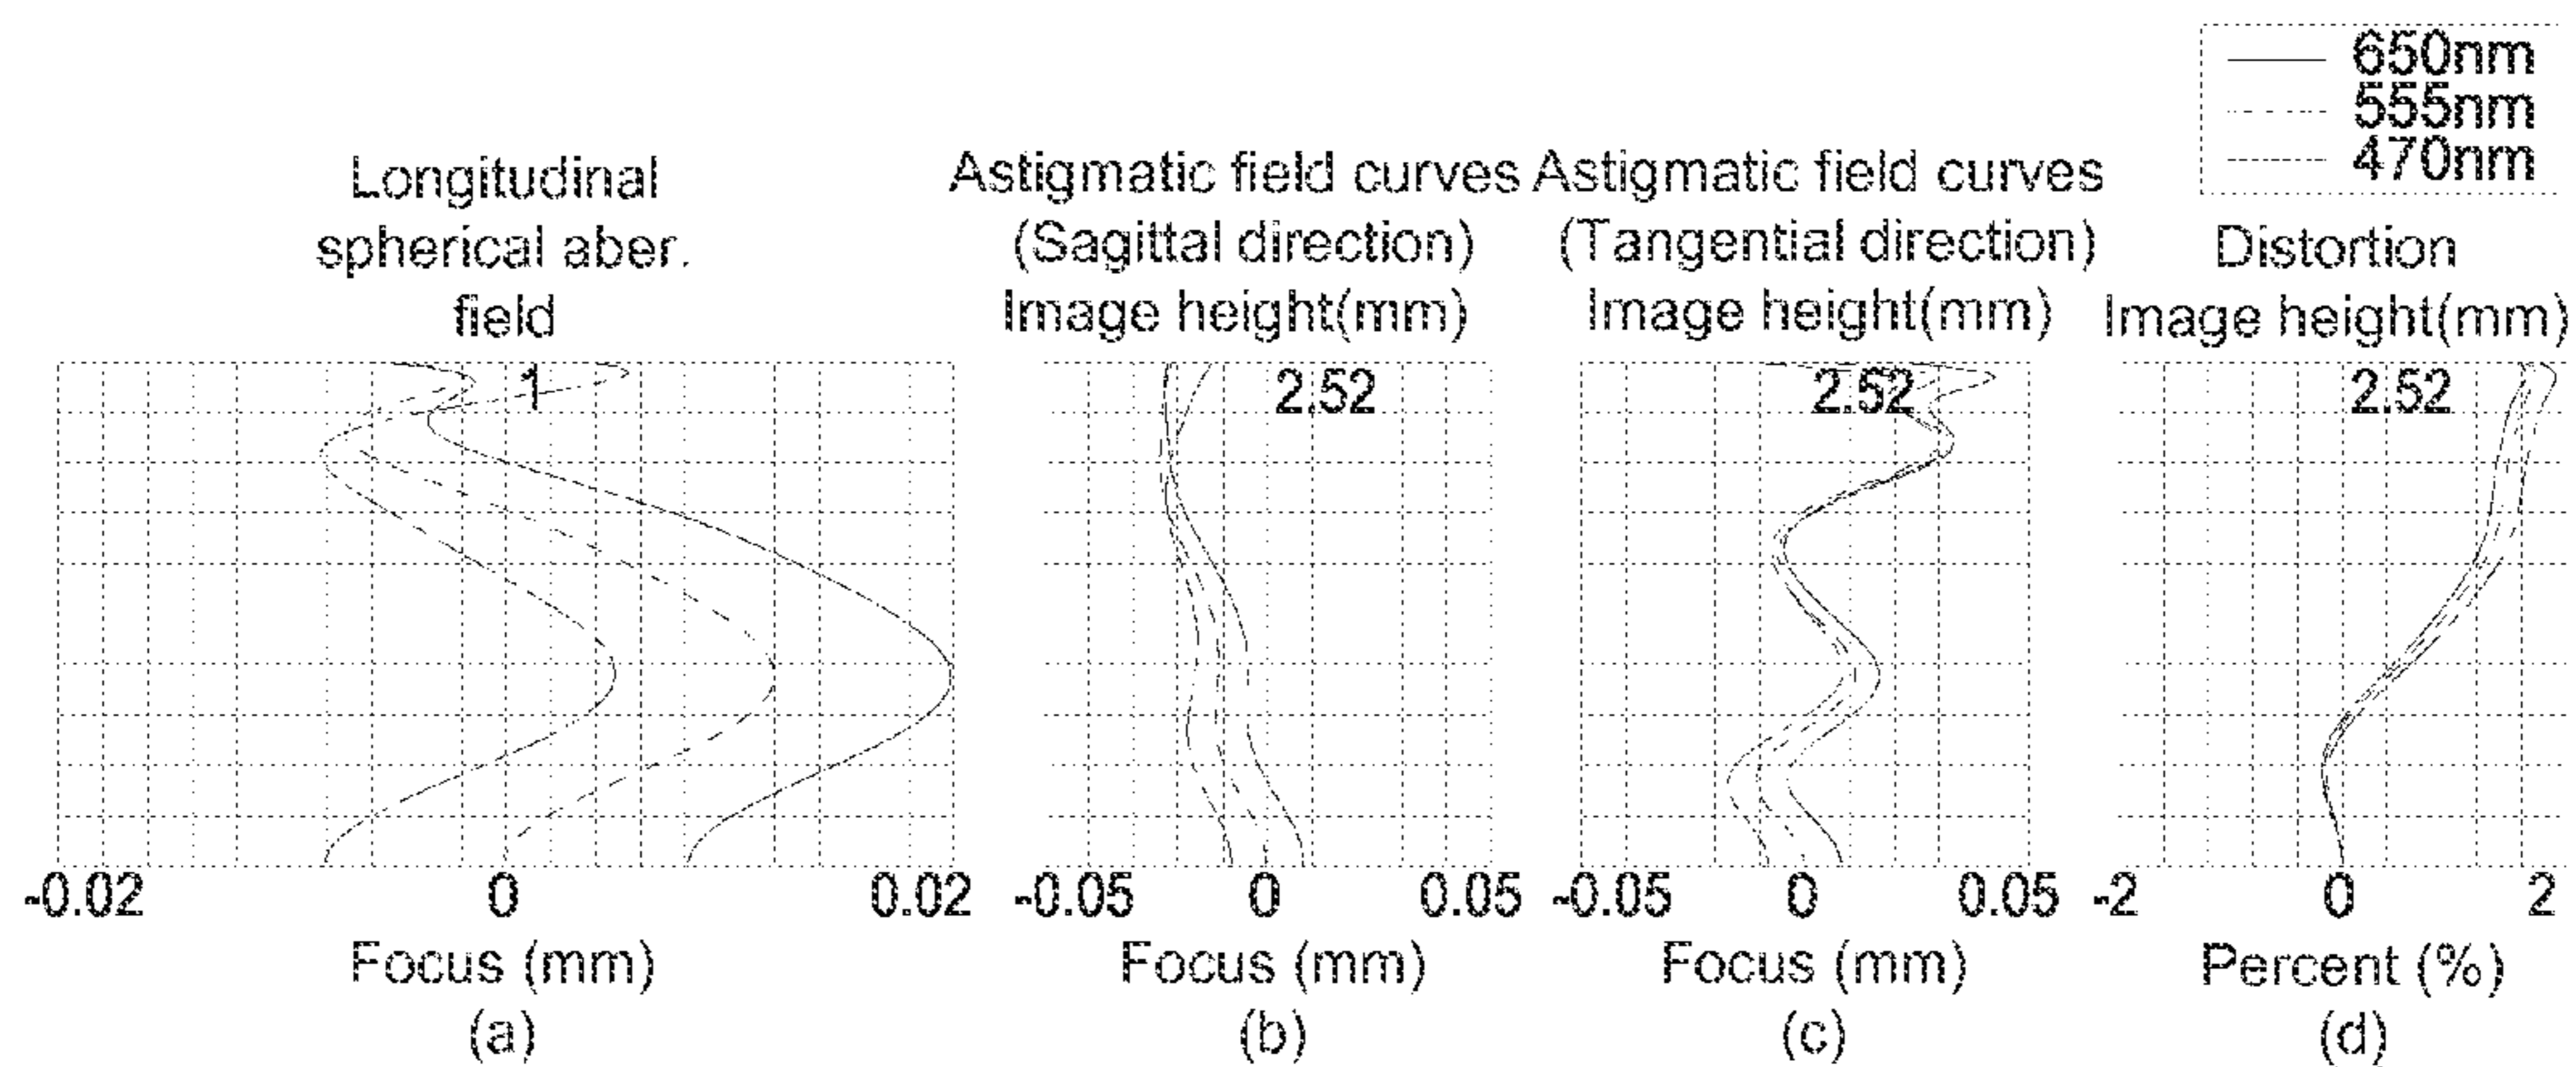 650nm
555nm
470nm
Longitudinal
spherical aber.
field
1
-0.02 0 0.02
Focus (mm)
(a)
Astigmatic field curves
(Sagittal direction)
Image height(mm)
2.52
-0.05 0 0.05
Focus (mm)
(b)
Astigmatic field curves
(Tangential direction)
Image height(mm)
2.52
-0.05 0 0.05
Focus (mm)
(c)
Distortion
Image height(mm)
2.52
-2 0 2
Percent (%)
(d)